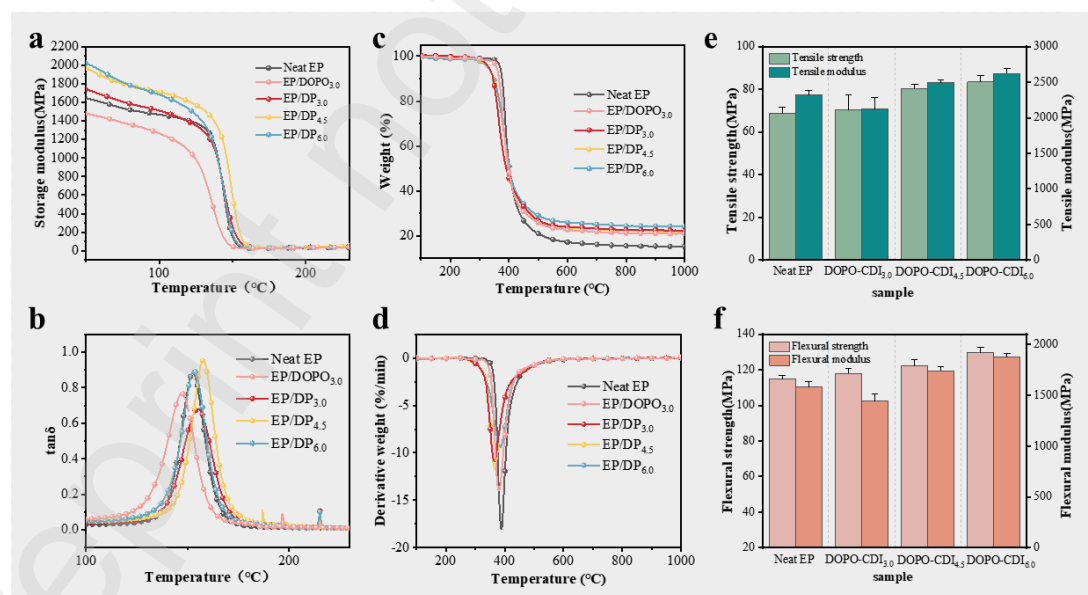 a
2200
2000
1800
1600
1400
1200
1000
800
600
400
200
0
Storage modulus(MPa)
Neat EP
EP/DOPO3.0
EP/DP3.0
EP/DP4.5
EP/DP6.0
100
200
Temperature（°C）
c
100
80
60
40
20
Weight (%)
Neat EP
EP/DOPO3.0
EP/DP3.0
EP/DP4.5
EP/DP6.0
200
400
600
800
1000
Temperature (°C)
e
100
80
60
40
20
0
Tensile strength(MPa)
Tensile strength
Tensile modulus
3000
2500
2000
1500
1000
500
0
Tensile modulus(MPa)
Neat EP
DOPO-CDI3.0
DOPO-CDI4.5
DOPO-CDI6.0
sample
b
1.0
0.8
0.6
0.4
0.2
0.0
tanδ
Neat EP
EP/DOPO3.0
EP/DP3.0
EP/DP4.5
EP/DP6.0
100
200
Temperature（°C）
d
0
-5
-10
-15
-20
Derivative weight (%/min)
Neat EP
EP/DOPO3.0
EP/DP3.0
EP/DP4.5
EP/DP6.0
200
400
600
800
1000
Temperature (°C)
f
140
120
100
80
60
40
20
Flexural strength(MPa)
Flexural strength
Flexural modulus
2000
1500
1000
500
0
Flexural mudulus(MPa)
Neat EP
DOPO-CDI3.0
DOPO-CDI4.5
DOPO-CDI6.0
sample
eprint not